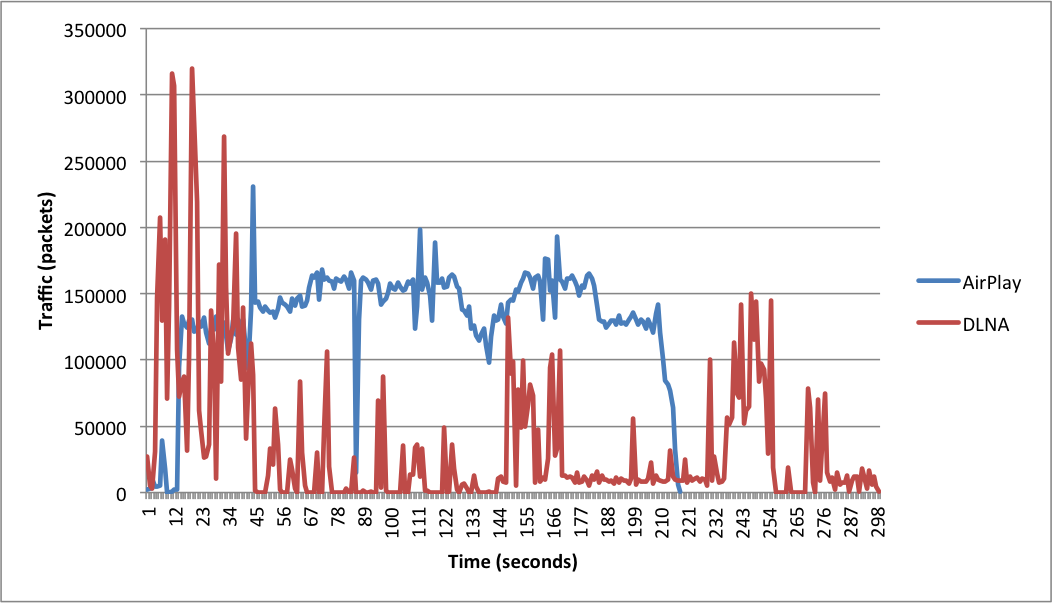 350000
300000
250000
200000
150000
100000
50000
0
Traffic (packets)
1 12 23 34 45 56 67 78 89 100 111 122 133 144 155 166 177 188 199 210 221 232 243 254 265 276 287 298
Time (seconds)
AirPlay
DLNA